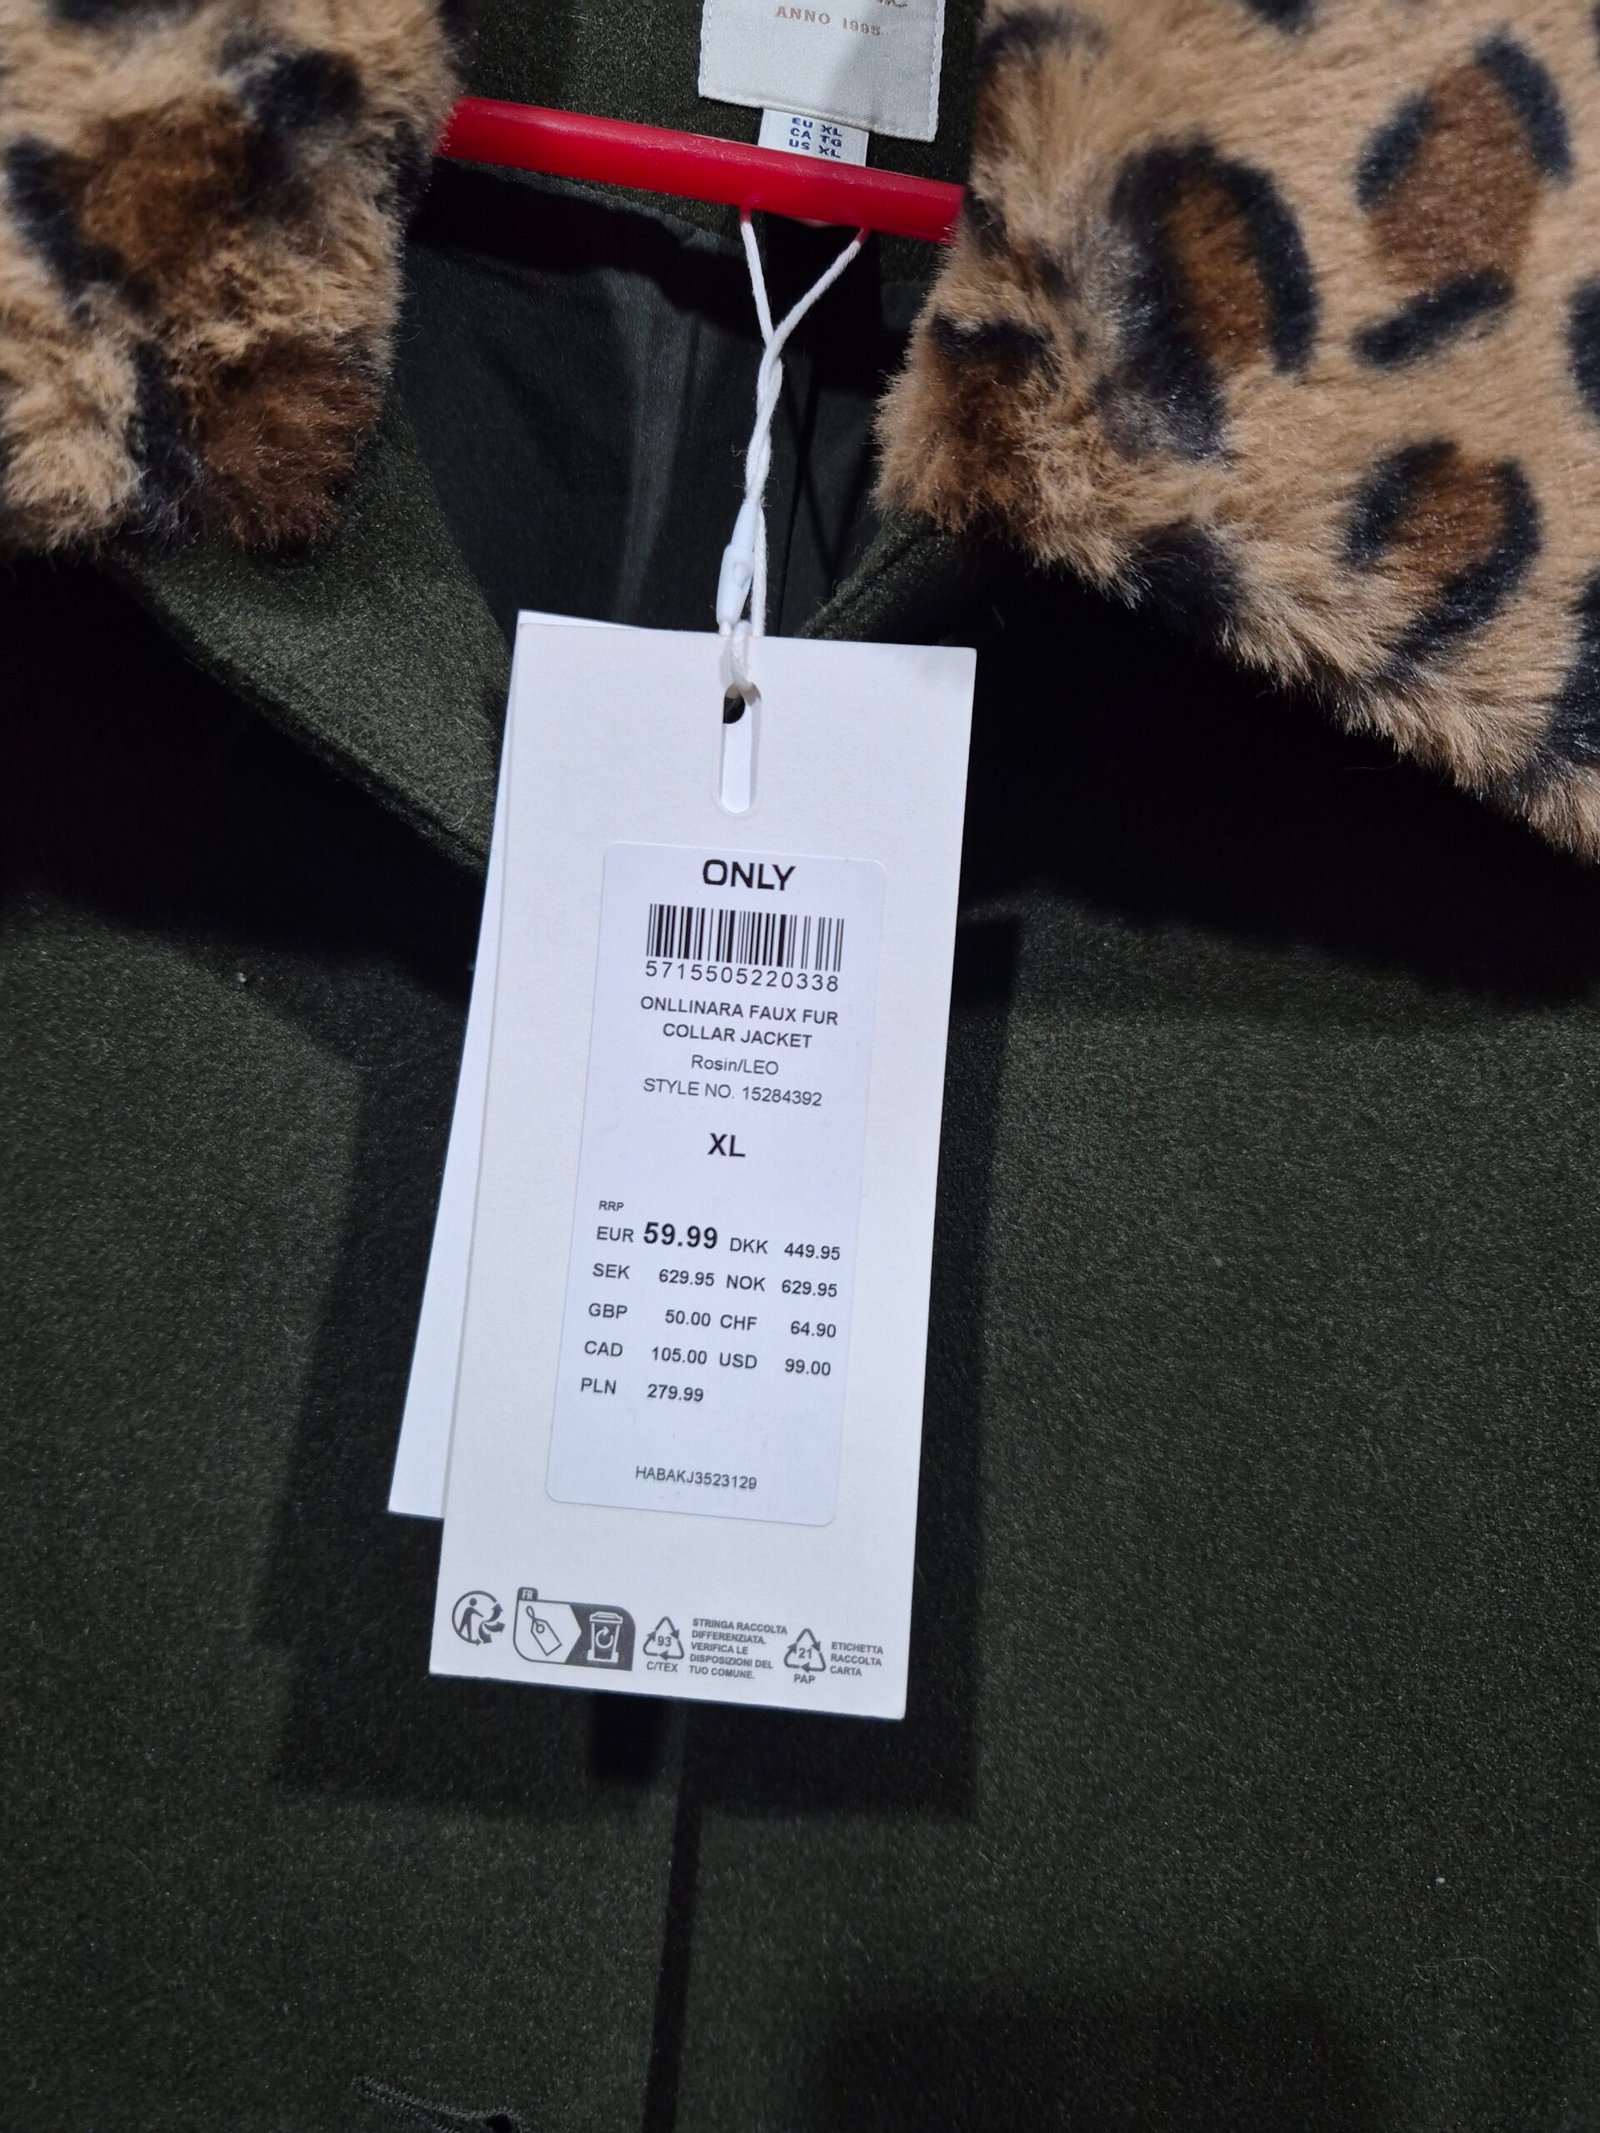 ANNO 1995
EU XL
CA TG
US XL
ONLY
5715505220338
ONLLINARA FAUX FUR
COLLAR JACKET
Rosin/LEO
STYLE NO. 15284392
XL
RRP
EUR 59.99 DKK 449.95
SEK 629.95 NOK 629.95
GBP 50.00 CHF 64.90
CAD 105.00 USD 99.00
PLN 279.99
HABAKJ3523129
FR
93
C/TEX
STRINGA RACCOLTA
DIFFERENZIATA.
VERIFICA LE
DISPOSIZIONI DEL
TUO COMUNE.
21
PAP
ETICHETTA
RACCOLTA
CARTA